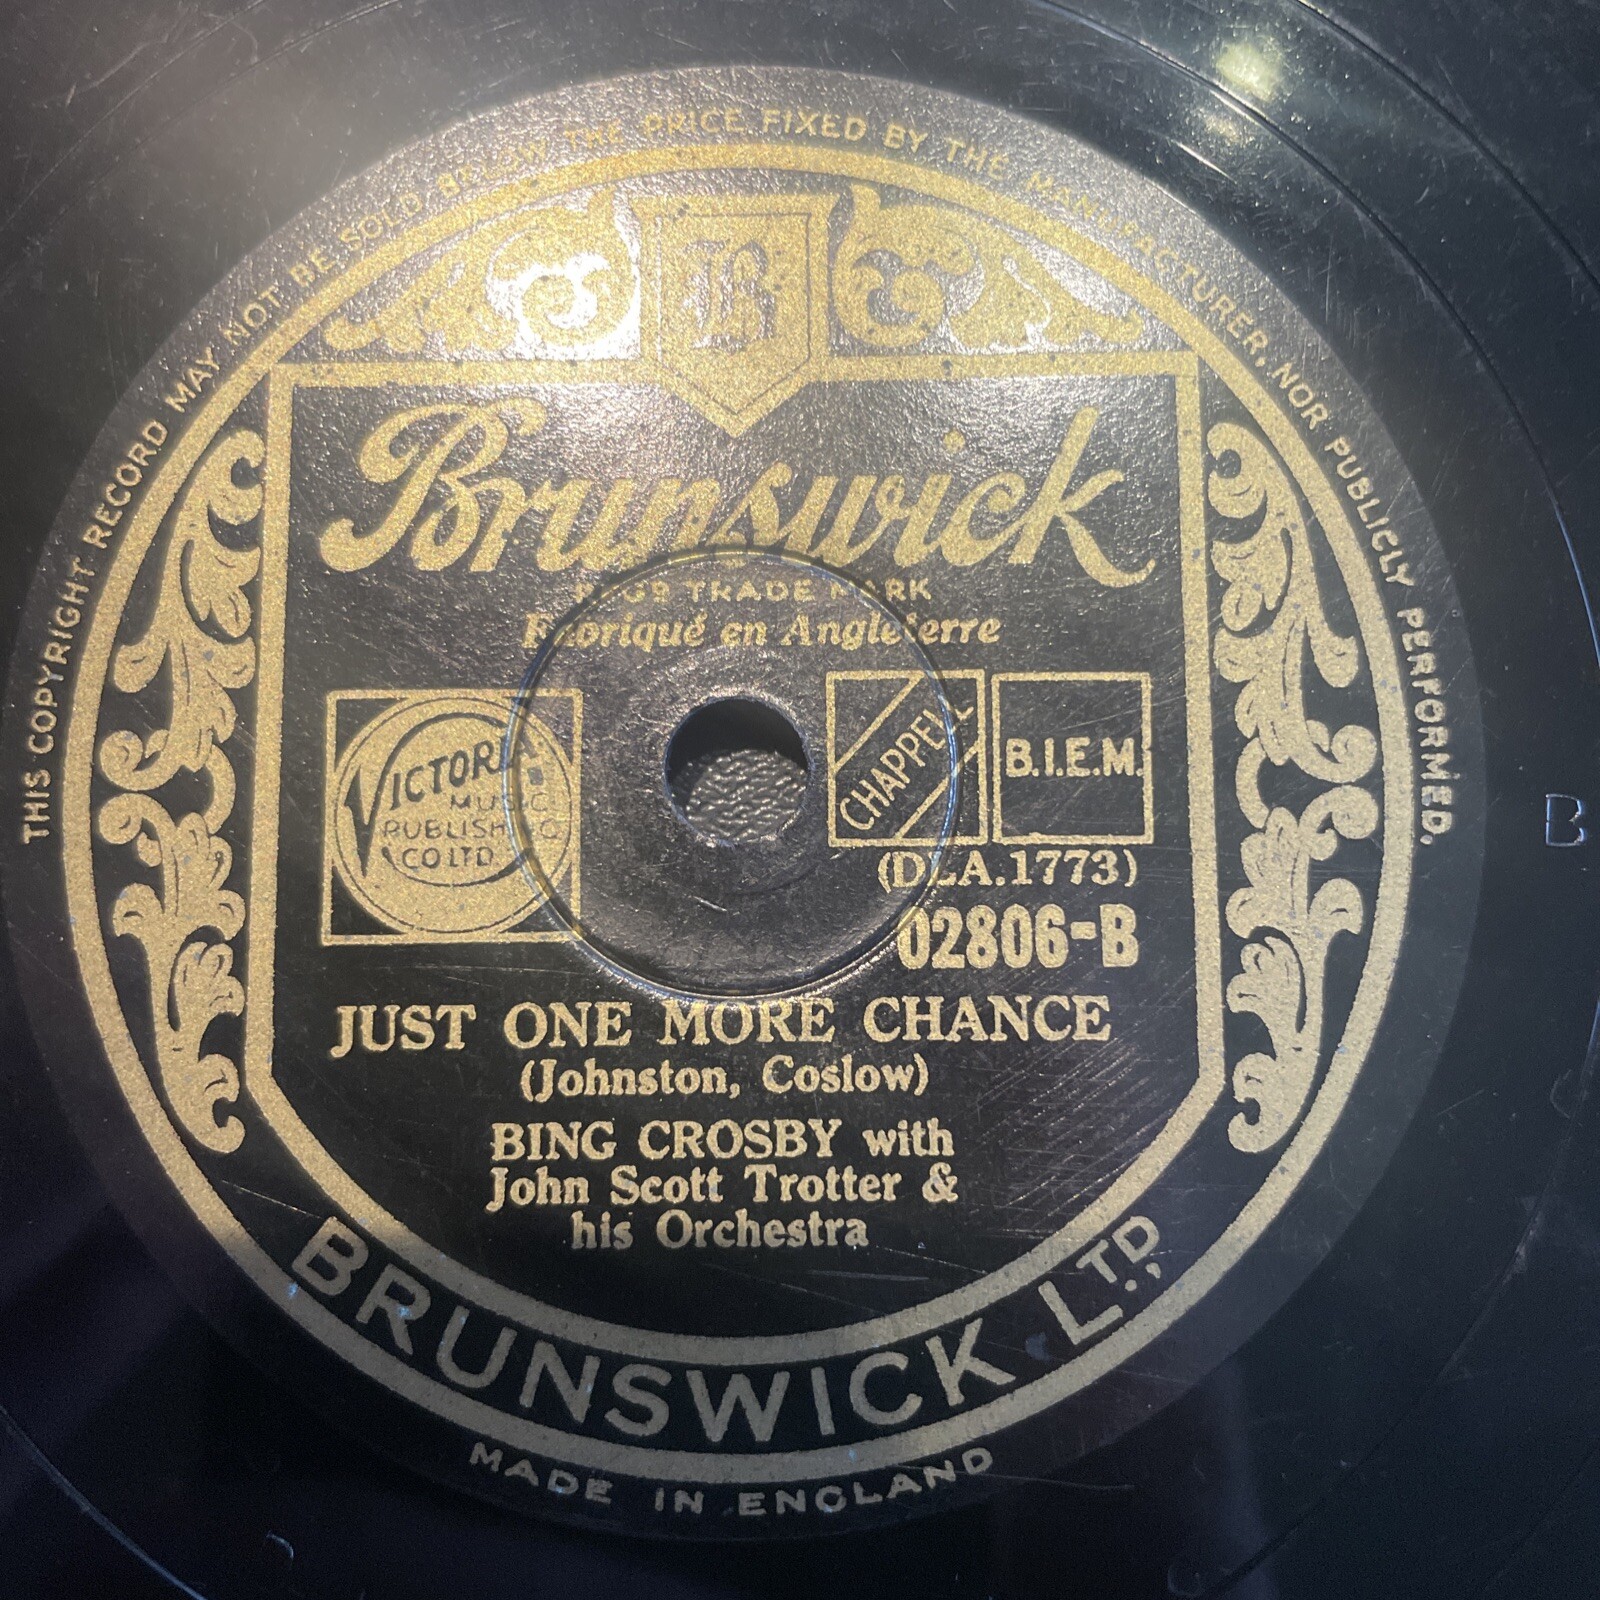 THIS COPYRIGHT RECORD MAY NOT BE SOLD BELOW THE PRICE FIXED BY THE MANUFACTURER, NOR PUBLICLY PERFORMED.
B
Brunswick
TRADE MARK
Fabriqué en Angleterre
VICTORIA
MUSIC
PUBLISHING
CO LTD
CHAPPELL
B.I.E.M.
(DLA.1773)
02806-B
B
JUST ONE MORE CHANCE
(Johnston, Coslow)
BING CROSBY with
John Scott Trotter &
his Orchestra
BRUNSWICK LTD.,
MADE IN ENGLAND